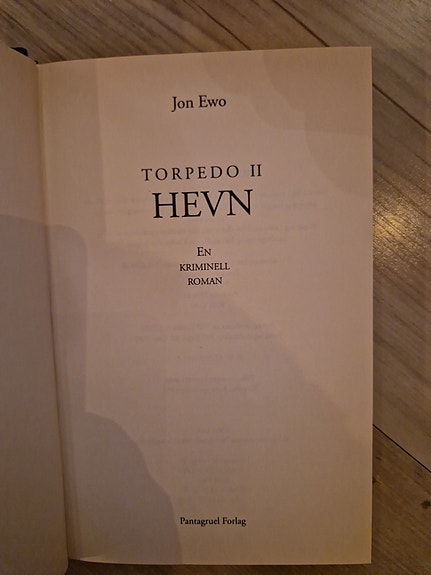 Jon Ewo
TORPEDO II
HEVN
EN
KRIMINELL
ROMAN
Pantagruel Forlag